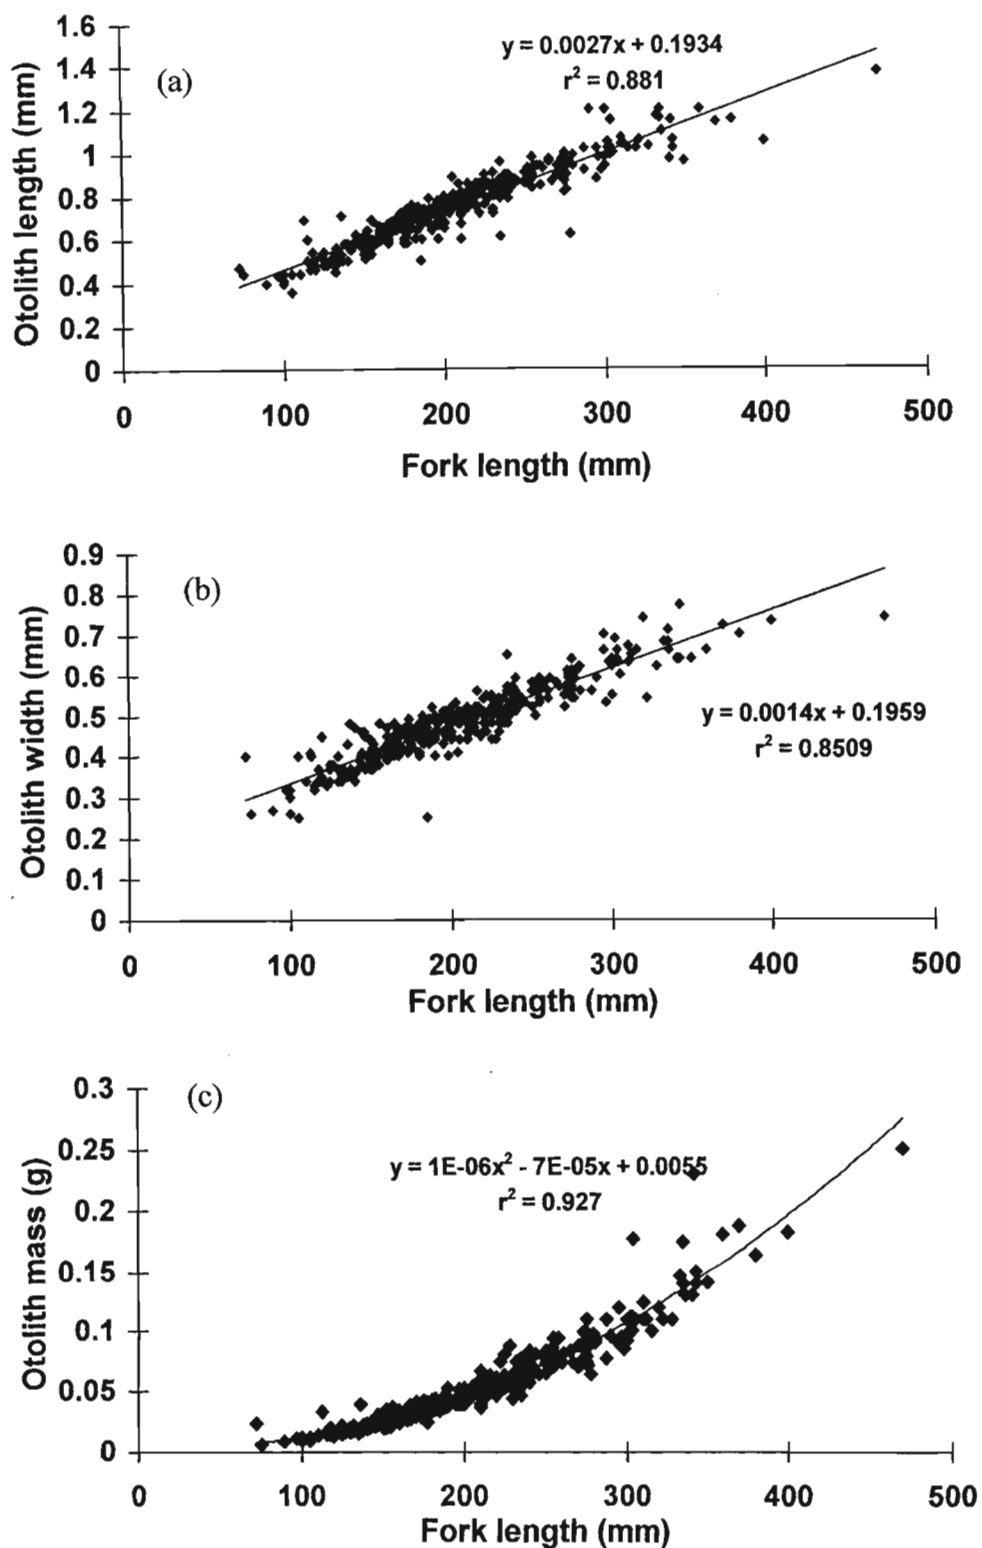 1.6
1.4
1.2
1
0.8
0.6
0.4
0.2
0
Otolith length (mm)
(a)
y = 0.0027x + 0.1934
r² = 0.881
0 100 200 300 400 500
Fork length (mm)
0.9
0.8
0.7
0.6
0.5
0.4
0.3
0.2
0.1
0
Otolith width (mm)
(b)
y = 0.0014x + 0.1959
r² = 0.8509
0 100 200 300 400 500
Fork length (mm)
0.3
0.25
0.2
0.15
0.1
0.05
0
Otolith mass (g)
(c)
y = 1E-06x² - 7E-05x + 0.0055
r² = 0.927
0 100 200 300 400 500
Fork length (mm)